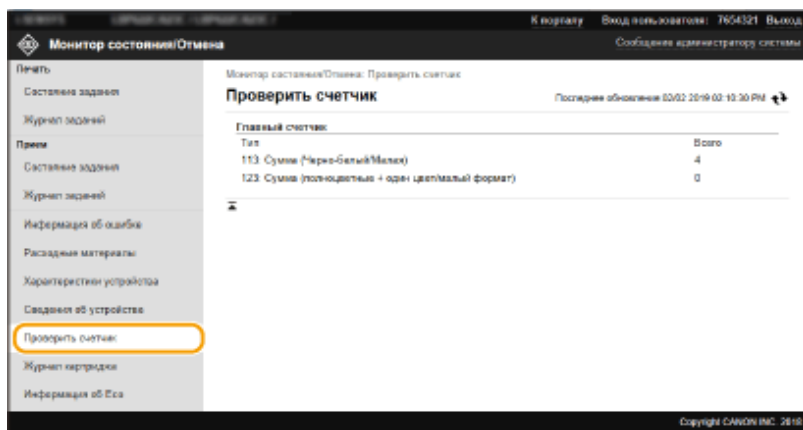 К порталу Вход пользователя: 7654321 Выход
Монитор состояния/Отмена
Сообщение администратору системы
Печать
Состояние задания
Журнал заданий
Прием
Состояние задания
Журнал заданий
Информация об ошибке
Расходные материалы
Характеристики устройства
Сведения об устройстве
Проверить счетчик
Журнал картриджа
Информация об Eco
Монитор состояния/Отмена: Проверить счетчик
Проверить счетчик
Последнее обновление 02/02 2019 02:10:30 PM
Главный счетчик
Тип Всего
113: Сумма (Черно-белый/Малая) 4
123: Сумма (полноцветные + один цвет/малый формат) 0
Copyright CANON INC. 2018